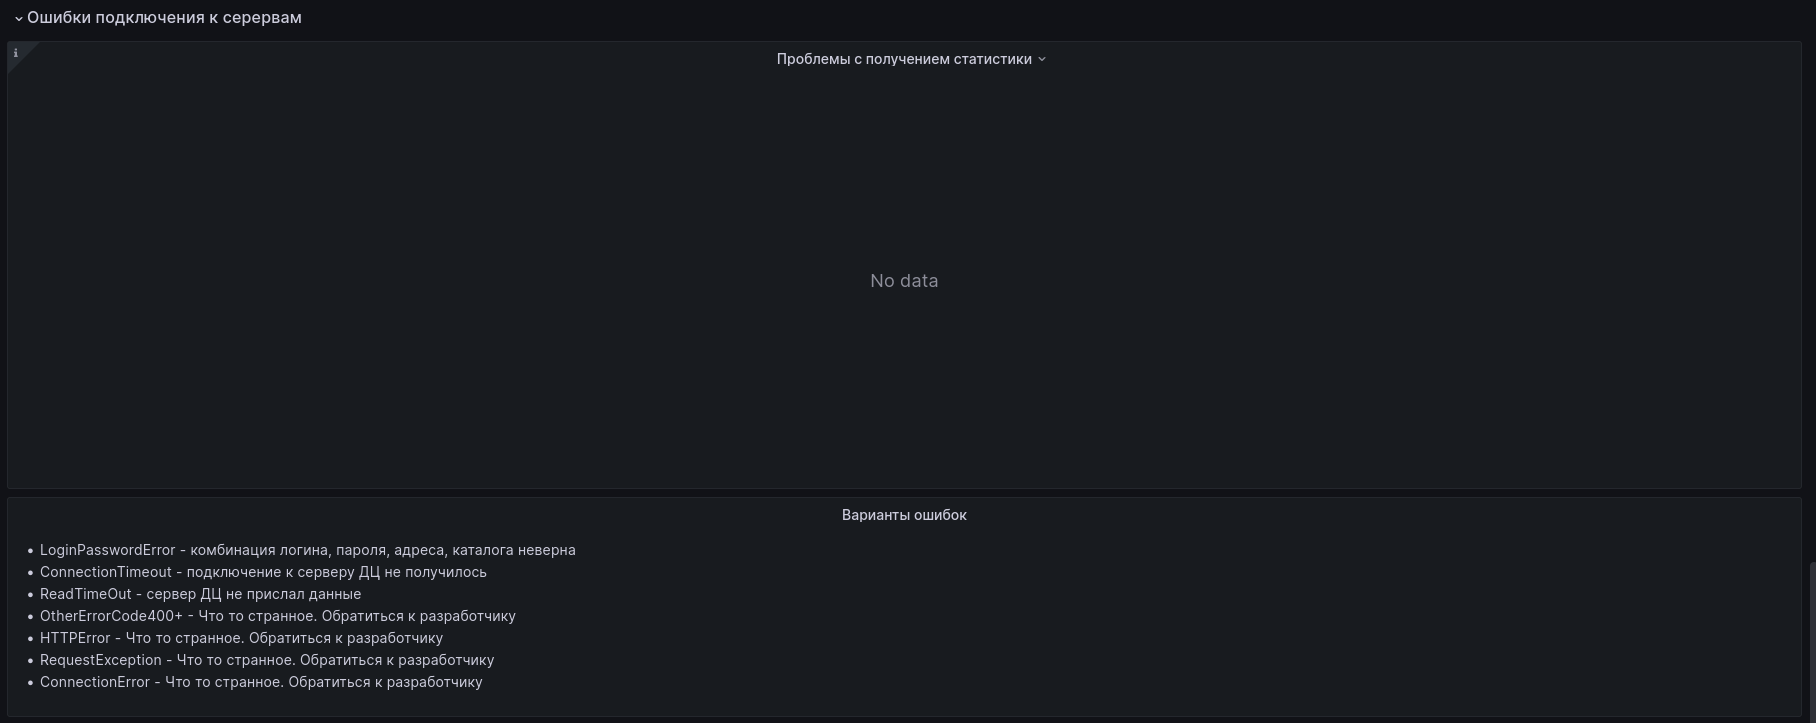 Ошибки подключения к серервам
i
Проблемы с получением статистики
No data
Варианты ошибок
• LoginPasswordError - комбинация логина, пароля, адреса, каталога неверна
• ConnectionTimeout - подключение к серверу ДЦ не получилось
• ReadTimeOut - сервер ДЦ не прислал данные
• OtherErrorCode400+ - Что то странное. Обратиться к разработчику
• HTTPError - Что то странное. Обратиться к разработчику
• RequestException - Что то странное. Обратиться к разработчику
• ConnectionError - Что то странное. Обратиться к разработчику